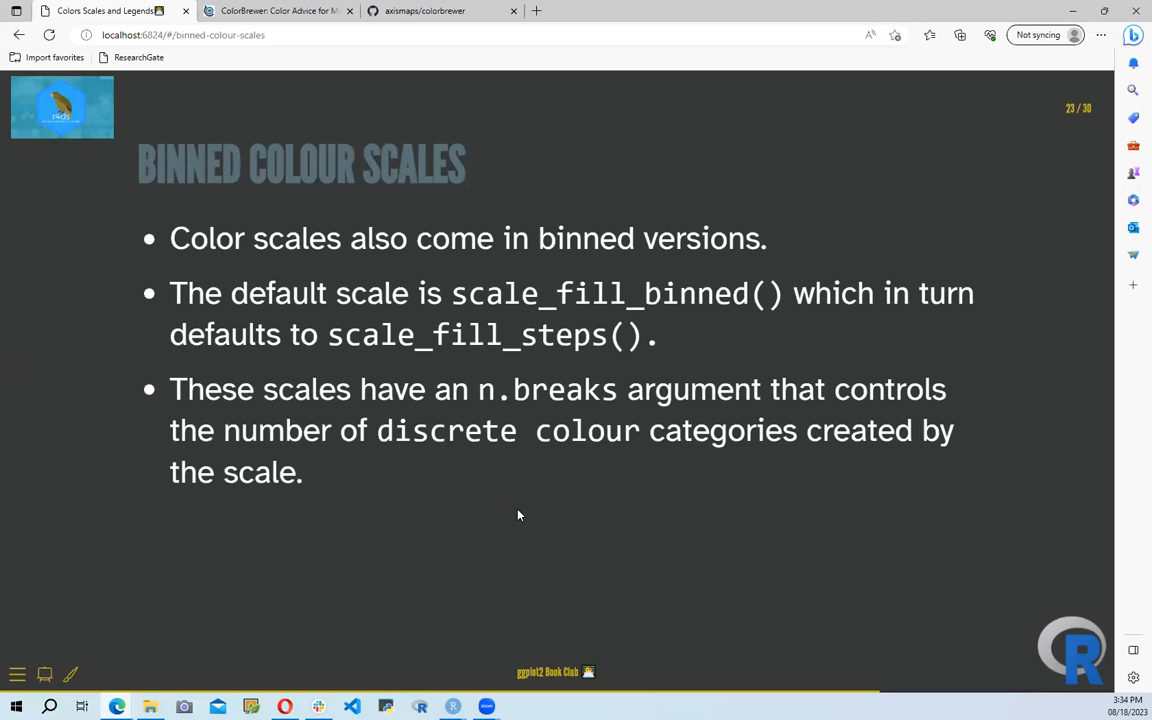 Colors Scales and Legends
ColorBrewer: Color Advice for M
axismaps/colorbrewer
localhost:6824/#/binned-colour-scales
Not syncing
Import favorites
ResearchGate
r4ds
23 / 30
BINNED COLOUR SCALES
• Color scales also come in binned versions.
• The default scale is scale_fill_binned() which in turn
defaults to scale_fill_steps().
• These scales have an n.breaks argument that controls
the number of discrete colour categories created by
the scale.
R
ggplot2 Book Club
zoom
3:34 PM
08/18/2023